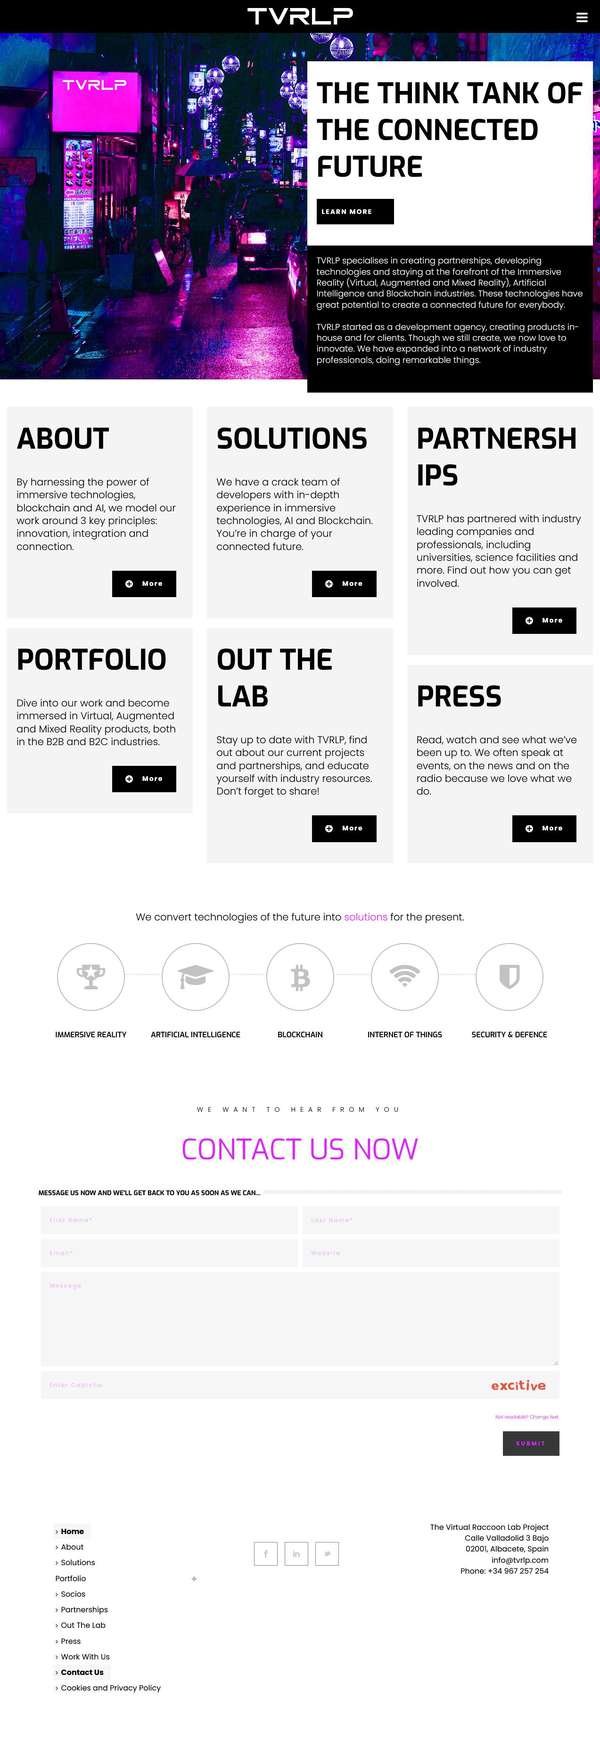 TVRLP
TVRLP
THE THINK TANK OF
THE CONNECTED
FUTURE
LEARN MORE
TVRLP specialises in creating partnerships, developing
technologies and staying at the forefront of the Immersive
Reality (Virtual, Augmented and Mixed Reality), Artificial
Intelligence and Blockchain industries. These technologies have
great potential to create a connected future for everybody.
TVRLP started as a development agency, creating products in-
house and for clients. Though we still create, we now love to
innovate. We have expanded into a network of industry
professionals, doing remarkable things.
ABOUT
By harnessing the power of
immersive technologies,
blockchain and AI, we model our
work around 3 key principles:
innovation, integration and
connection.
More
SOLUTIONS
We have a crack team of
developers with in-depth
experience in immersive
technologies, AI and Blockchain.
You're in charge of your
connected future.
More
PARTNERSH
IPS
TVRLP has partnered with industry
leading companies and
professionals, including
universities, science facilities and
more. Find out how you can get
involved.
More
PORTFOLIO
Dive into our work and become
immersed in Virtual, Augmented
and Mixed Reality products, both
in the B2B and B2C industries.
More
OUT THE
LAB
Stay up to date with TVRLP, find
out about our current projects
and partnerships, and educate
yourself with industry resources.
Don't forget to share!
More
PRESS
Read, watch and see what we've
been up to. We often speak at
events, on the news and on the
radio because we love what we
do.
More
We convert technologies of the future into solutions for the present.
IMMERSIVE REALITY
ARTIFICIAL INTELLIGENCE
BLOCKCHAIN
INTERNET OF THINGS
SECURITY & DEFENCE
WE WANT TO HEAR FROM YOU
CONTACT US NOW
MESSAGE US NOW AND WE'LL GET BACK TO YOU AS SOON AS WE CAN...
First Name*
Last Name*
Email*
Website
Message
Enter Captcha
excitive
Not readable? Change text.
SUBMIT
› Home
› About
› Solutions
Portfolio
› Socios
› Partnerships
› Out The Lab
› Press
› Work With Us
› Contact Us
› Cookies and Privacy Policy
The Virtual Raccoon Lab Project
Calle Valladolid 3 Bajo
02001, Albacete, Spain
info@tvrlp.com
Phone: +34 967 257 254